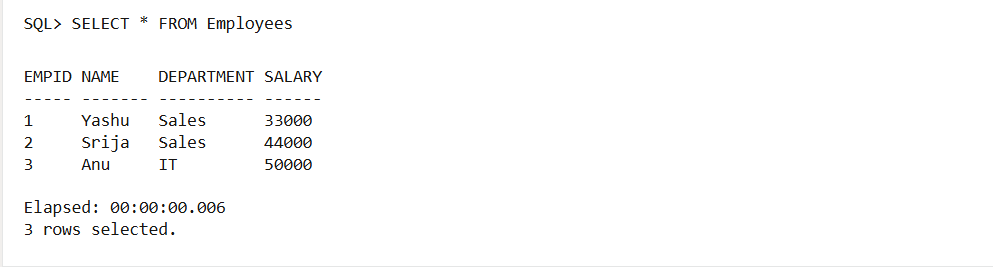 SQL> SELECT * FROM Employees
EMPID NAME    DEPARTMENT SALARY
----- ------- ---------- ------
1     Yashu   Sales      33000
2     Srija   Sales      44000
3     Anu     IT         50000
Elapsed: 00:00:00.006
3 rows selected.